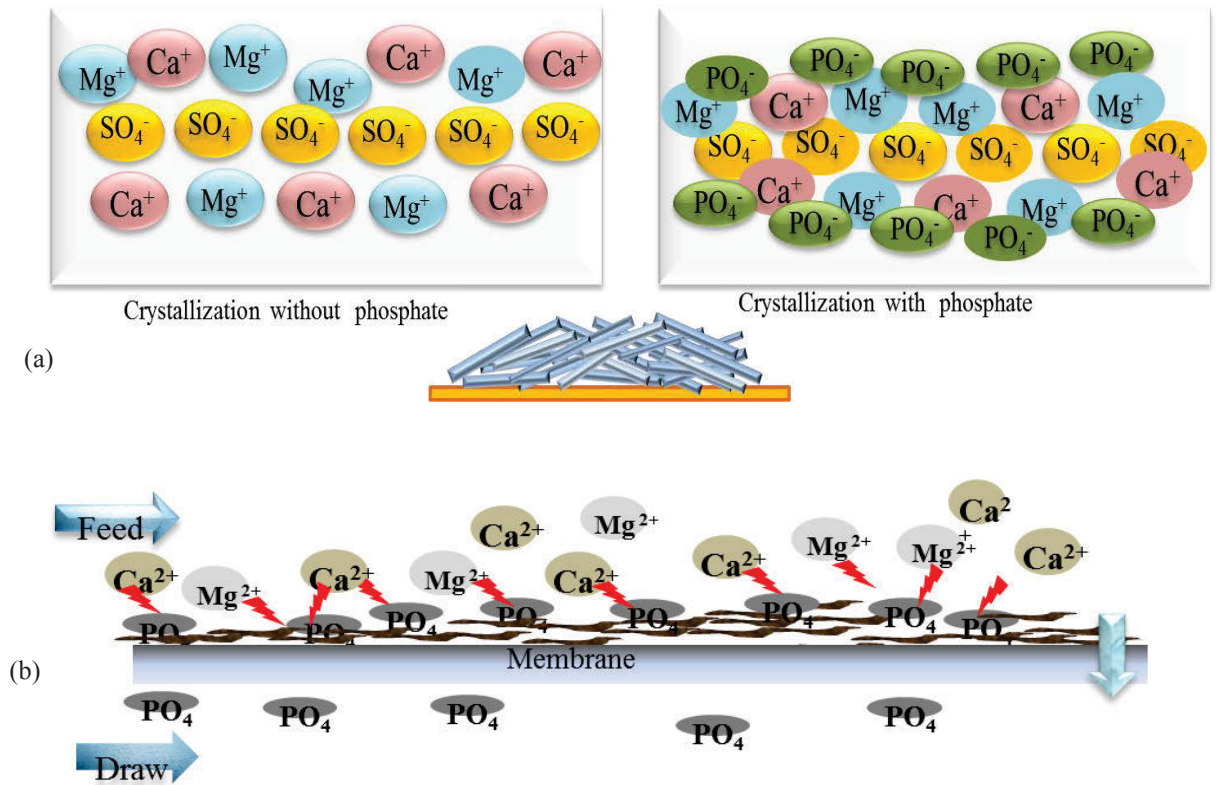 Mg⁺ Ca⁺ Mg⁺ Mg⁺ Ca⁺ Mg⁺ Ca⁺
SO₄⁻ SO₄⁻ SO₄⁻ SO₄⁻ SO₄⁻ SO₄⁻
Ca⁺ Mg⁺ Ca⁺ Mg⁺ Ca⁺
Crystallization without phosphate
PO₄⁻ PO₄⁻ PO₄⁻ PO₄⁻ PO₄⁻
Mg⁺ Ca⁺ Mg⁺ Mg⁺ Ca⁺ Mg⁺
SO₄⁻ SO₄⁻ SO₄⁻ SO₄⁻ SO₄⁻ SO₄⁻
Ca⁺ Mg⁺ Ca⁺ Mg⁺ Ca⁺
PO₄⁻ PO₄⁻ PO₄⁻ PO₄⁻ PO₄⁻
Crystallization with phosphate
(a)
Feed
Ca²⁺ Mg²⁺ Mg²⁺ Mg²⁺ Ca² Ca²⁺
Ca²⁺ Mg²⁺ Ca²⁺ Mg²⁺ Ca²⁺ Ca²⁺
PO PO₄ PO₄ PO₄ PO₄ PO₄ PO₄ PO
Membrane
(b)
PO₄ PO₄ PO₄ PO₄ PO₄
Draw